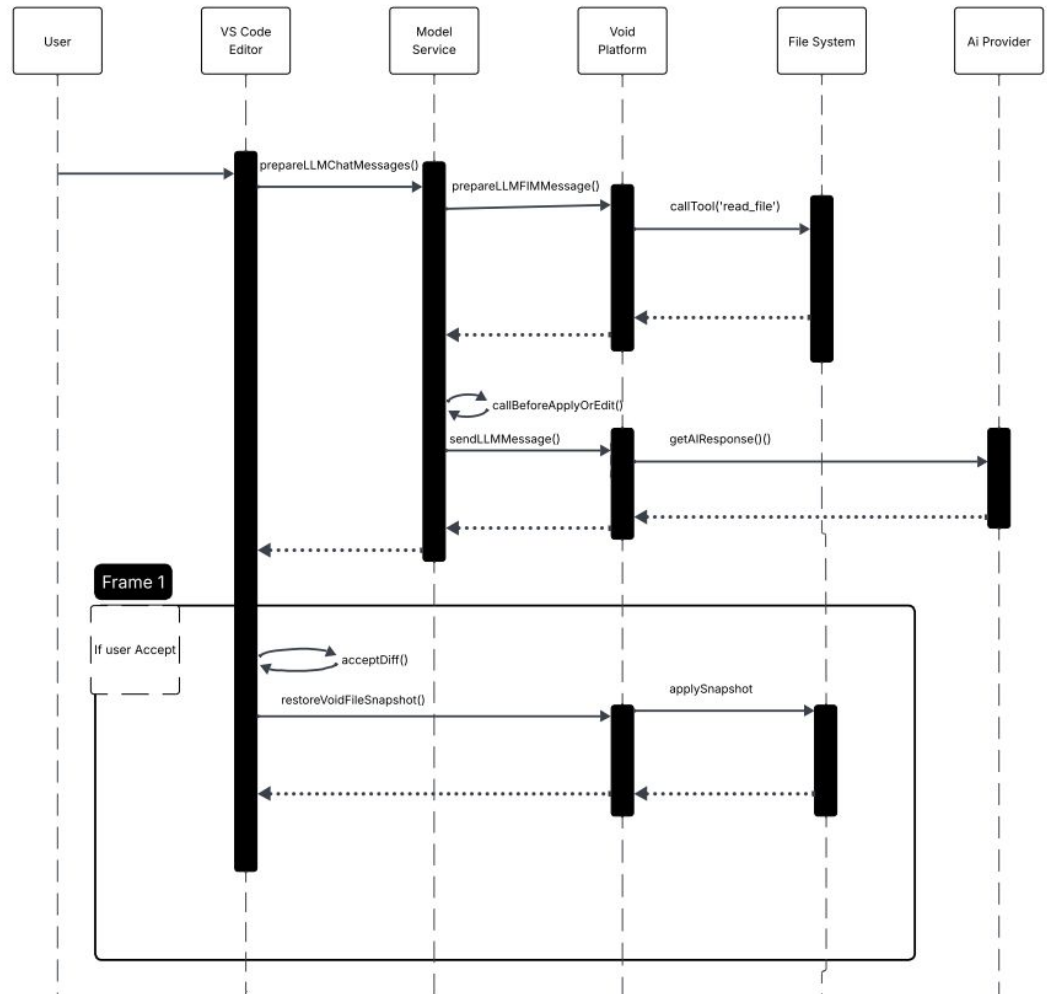 User
VS Code
Editor
Model
Service
Void
Platform
File System
Ai Provider
prepareLLMChatMessages()
prepareLLMFIMMessage()
callTool('read_file')
callBeforeApplyOrEdit()
sendLLMMessage()
getAIResponse()()
Frame 1
If user Accept
acceptDiff()
restoreVoidFileSnapshot()
applySnapshot